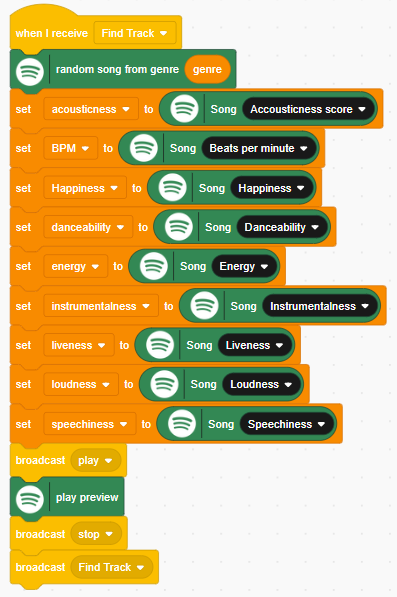 when I receive Find Track
random song from genre genre
set acousticness to Song Accousticness score
set BPM to Song Beats per minute
set Happiness to Song Happiness
set danceability to Song Danceability
set energy to Song Energy
set instrumentalness to Song Instrumentalness
set liveness to Song Liveness
set loudness to Song Loudness
set speechiness to Song Speechiness
broadcast play
play preview
broadcast stop
broadcast Find Track